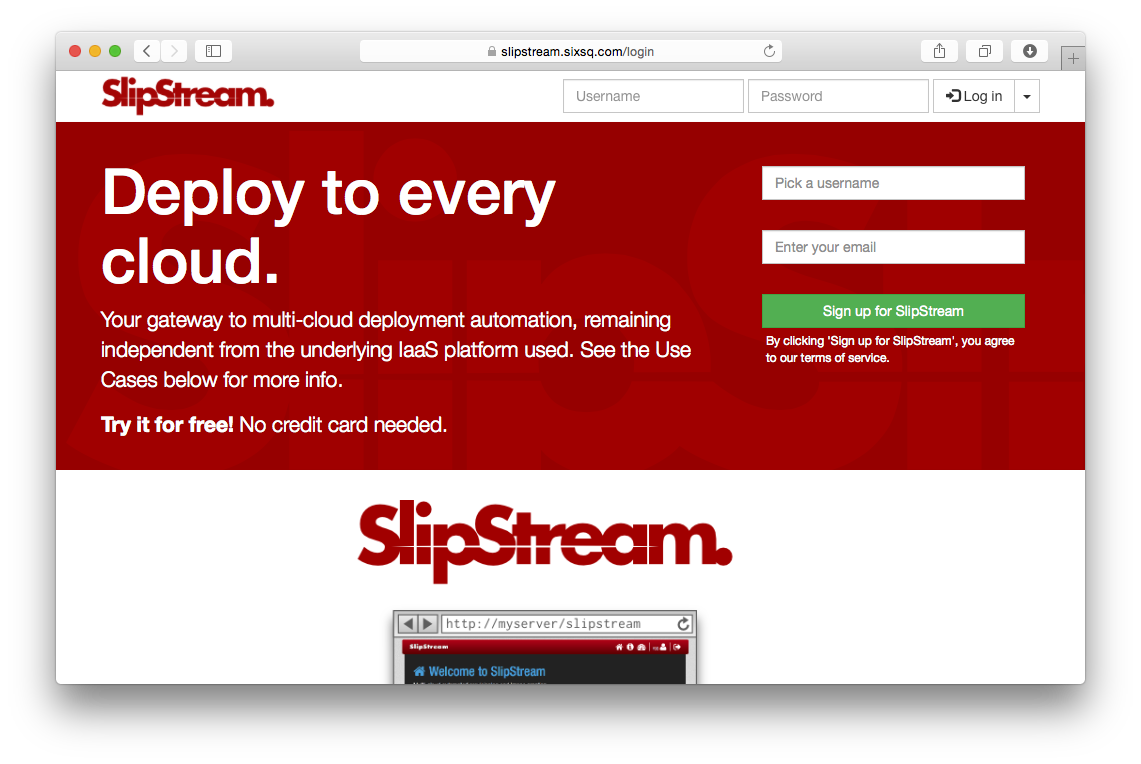 slipstream.sixsq.com/login
SlipStream.
Username
Password
Log in
Deploy to every
cloud.
Your gateway to multi-cloud deployment automation, remaining
independent from the underlying IaaS platform used. See the Use
Cases below for more info.
Try it for free! No credit card needed.
Pick a username
Enter your email
Sign up for SlipStream
By clicking 'Sign up for SlipStream', you agree
to our terms of service.
SlipStream.
http://myserver/slipstream
SlipStream
Welcome to SlipStream